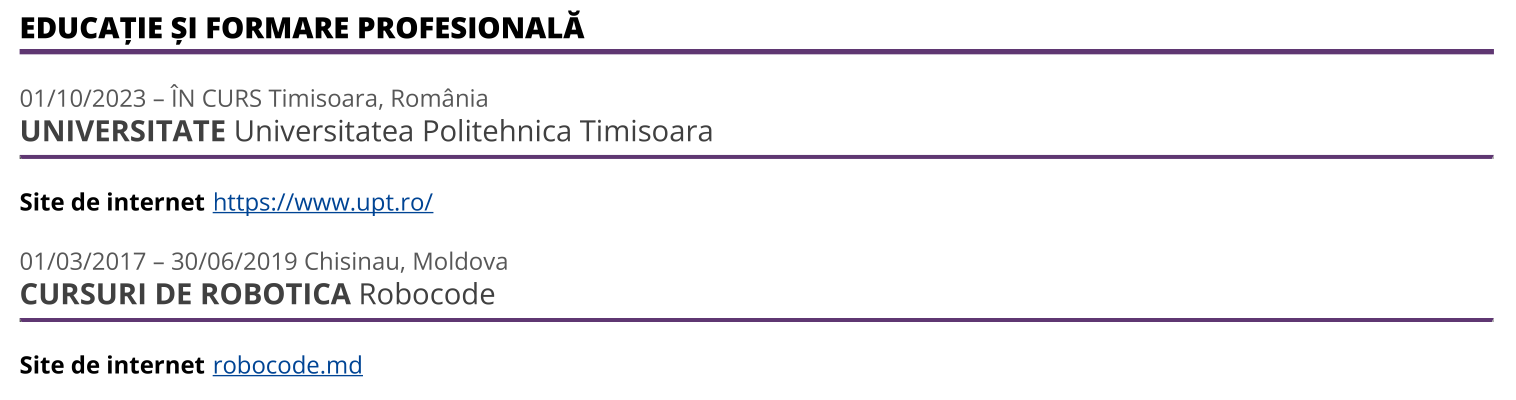 EDUCAȚIE ȘI FORMARE PROFESIONALĂ
01/10/2023 – ÎN CURS Timisoara, România
UNIVERSITATE Universitatea Politehnica Timisoara
Site de internet https://www.upt.ro/
01/03/2017 – 30/06/2019 Chisinau, Moldova
CURSURI DE ROBOTICA Robocode
Site de internet robocode.md